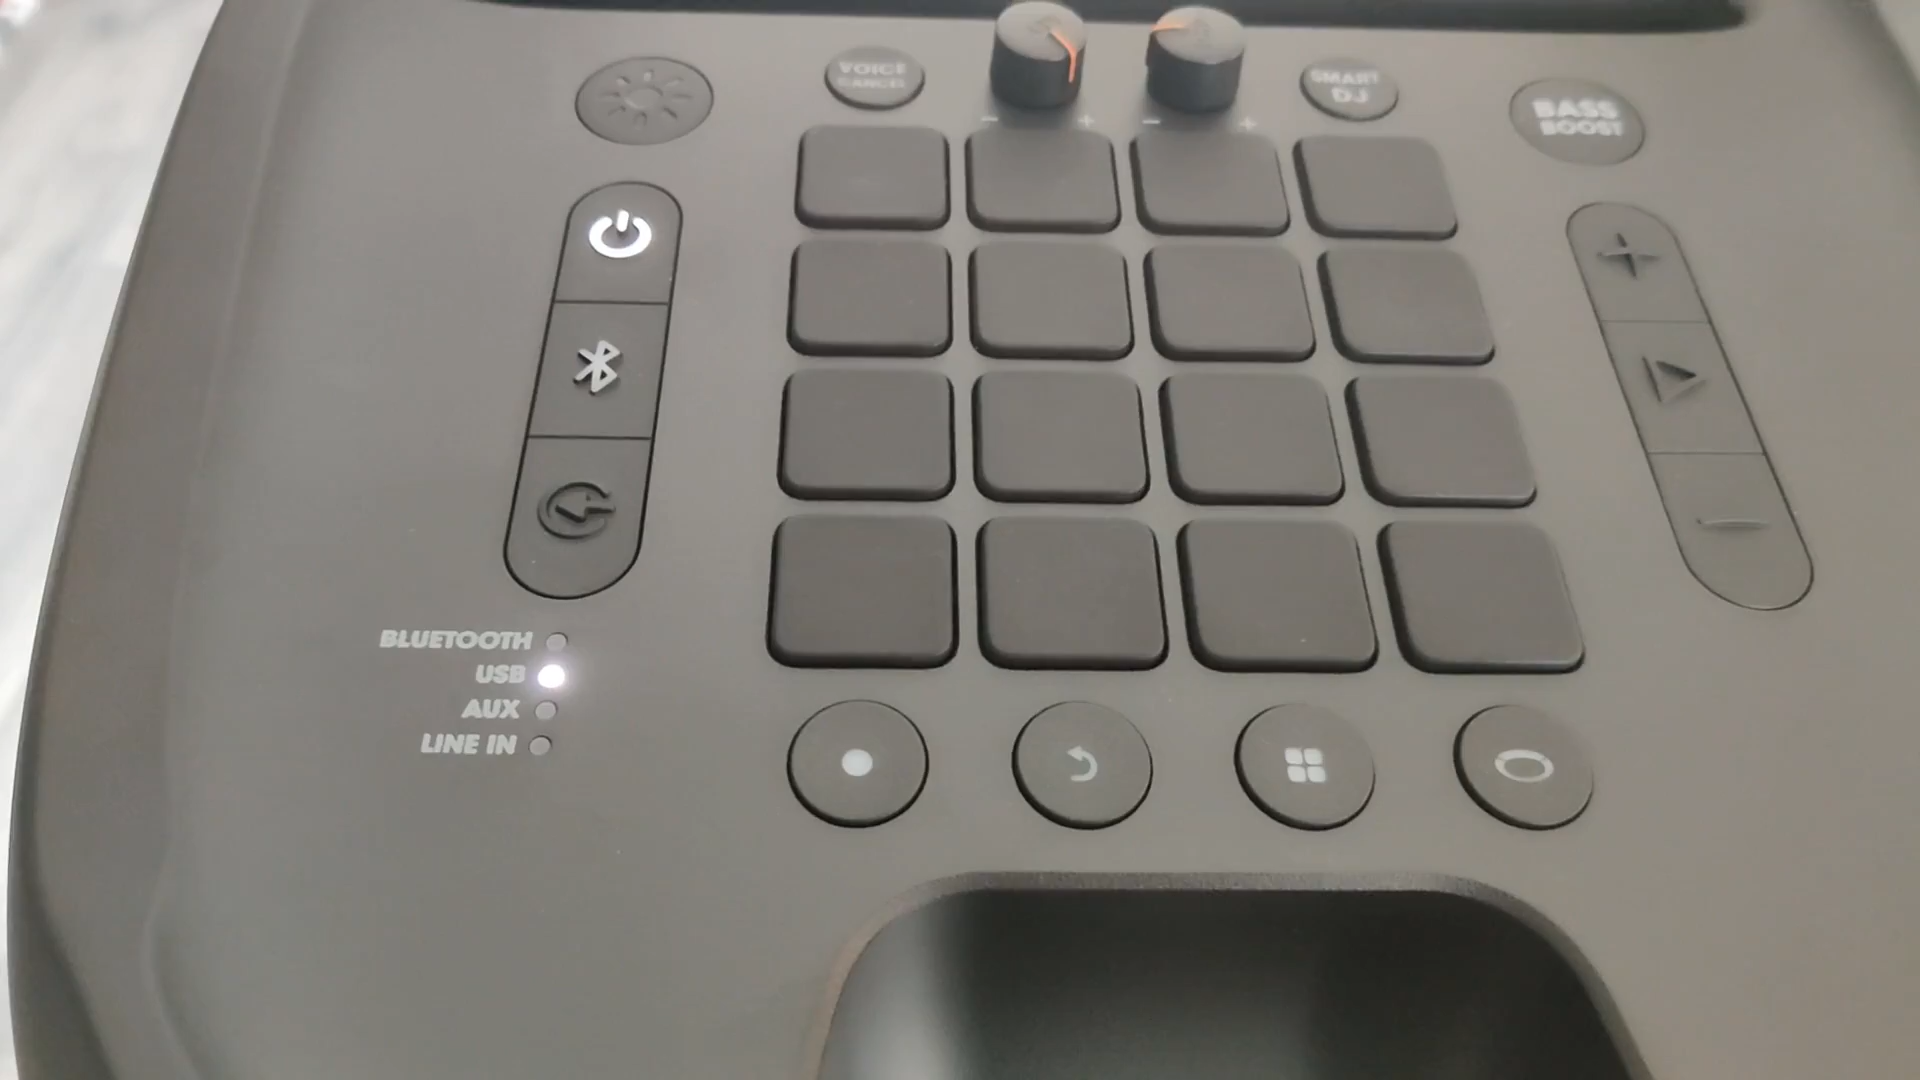 VOICE
CANCEL
SMART
DJ
BASS
BOOST
- +
- +
BLUETOOTH
USB
AUX
LINE IN